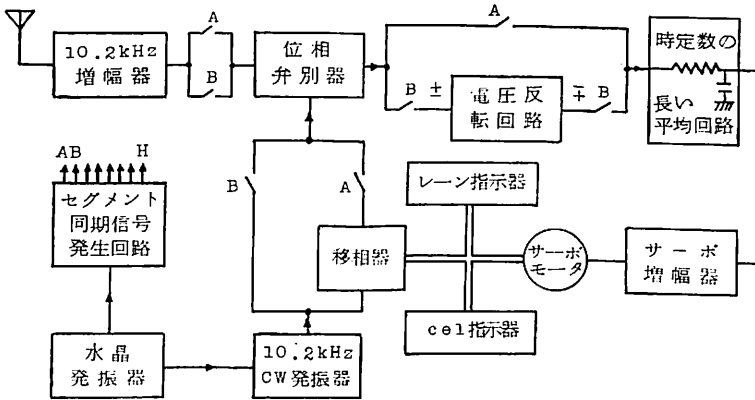 A
10.2kHz
増幅器
B
位相
弁別器
A
B
±
電圧反
転回路
∓
B
時定数の
長い
平均回路
AB
H
セグメント
同期信号
発生回路
B
A
移相器
レーン指示器
サーボ
モータ
cel指示器
サーボ
増幅器
水晶
発振器
10.2kHz
CW発振器